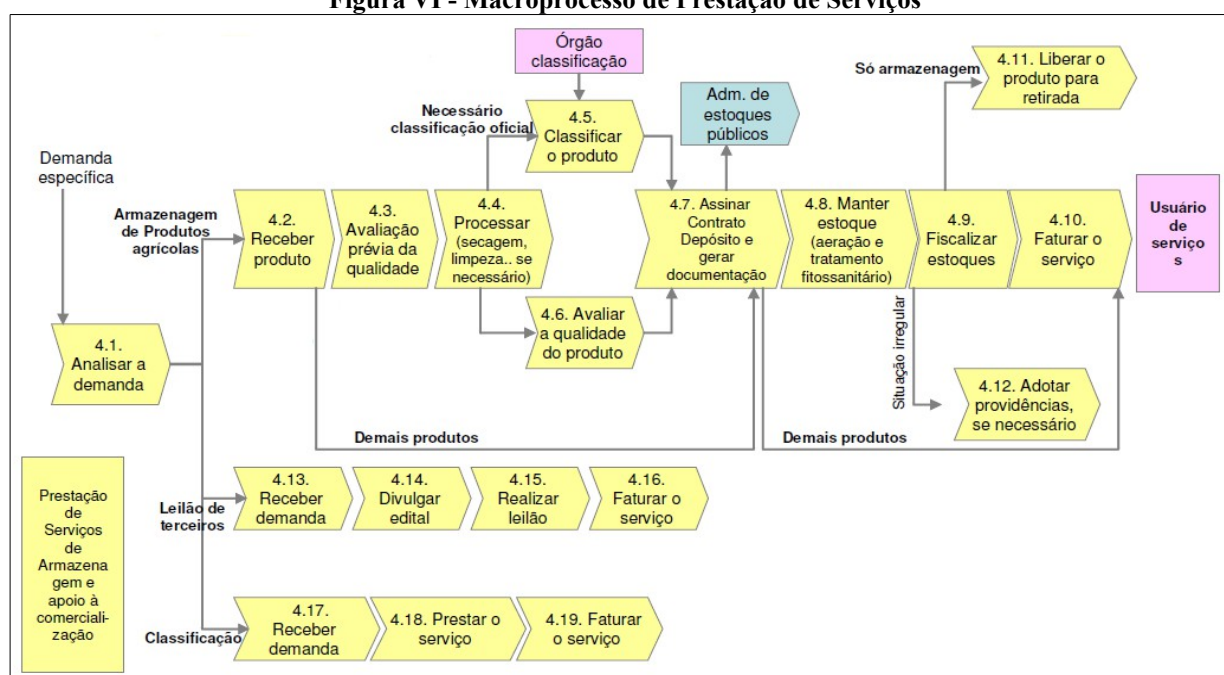 Figura VI - Macroprocesso de Prestação de Serviços
Órgão
classificação
Só armazenagem
4.11. Liberar o
produto para
retirada
Necessário
classificação oficial
4.5.
Classificar
o produto
Adm. de
estoques
públicos
Demanda
específica
Armazenagem
de Produtos
agrícolas
4.2.
Receber
produto
4.3.
Avaliação
prévia da
qualidade
4.4.
Processar
(secagem,
limpeza.. se
necessário)
4.7. Assinar
Contrato
Depósito e
gerar
documentação
4.8. Manter
estoque
(aeração e
tratamento
fitossanitário)
4.9.
Fiscalizar
estoques
4.10.
Faturar o
serviço
Usuário
de
serviço
s
4.1.
Analisar a
demanda
4.6. Avaliar
a qualidade
do produto
Situação irregular
4.12. Adotar
providências,
se necessário
Demais produtos
Demais produtos
Prestação
de
Serviços
de
Armazena
gem e
apoio à
comerciali-
zação
Leilão de
terceiros
4.13.
Receber
demanda
4.14.
Divulgar
edital
4.15.
Realizar
leilão
4.16.
Faturar o
serviço
Classificação
4.17.
Receber
demanda
4.18. Prestar o
serviço
4.19. Faturar
o serviço